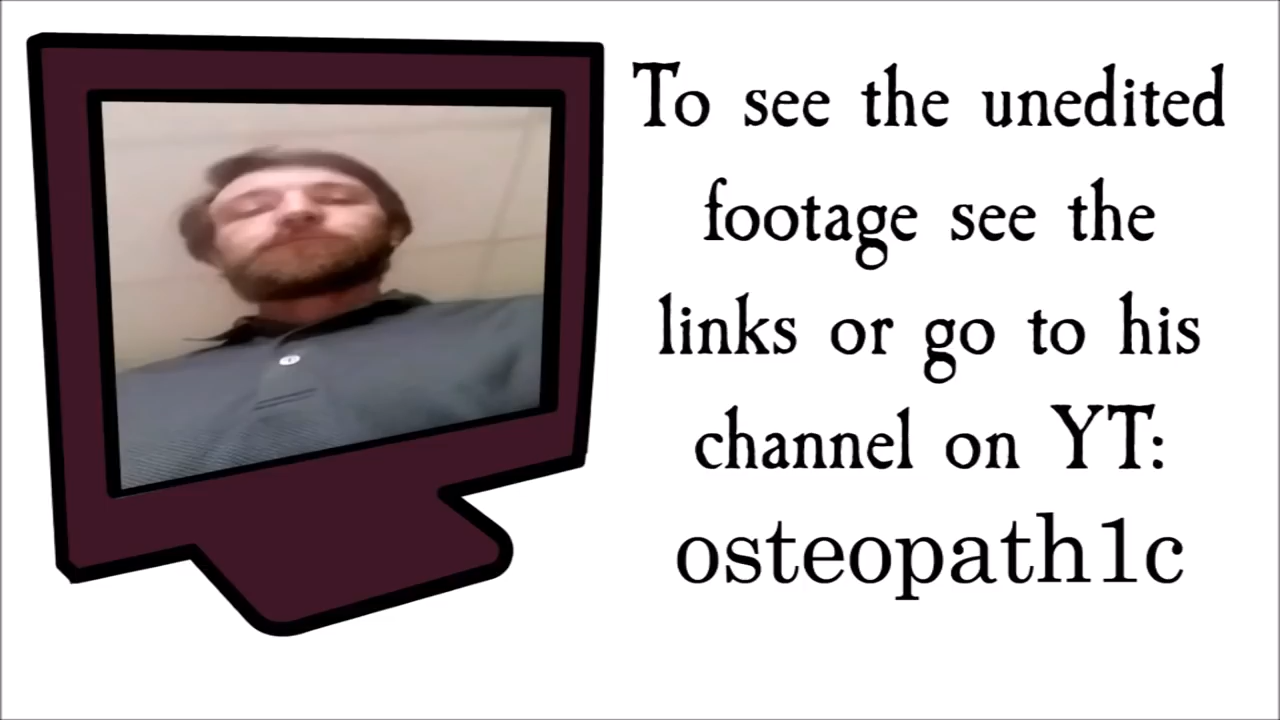 To see the unedited
footage see the
links or go to his
channel on YT:
osteopath1c